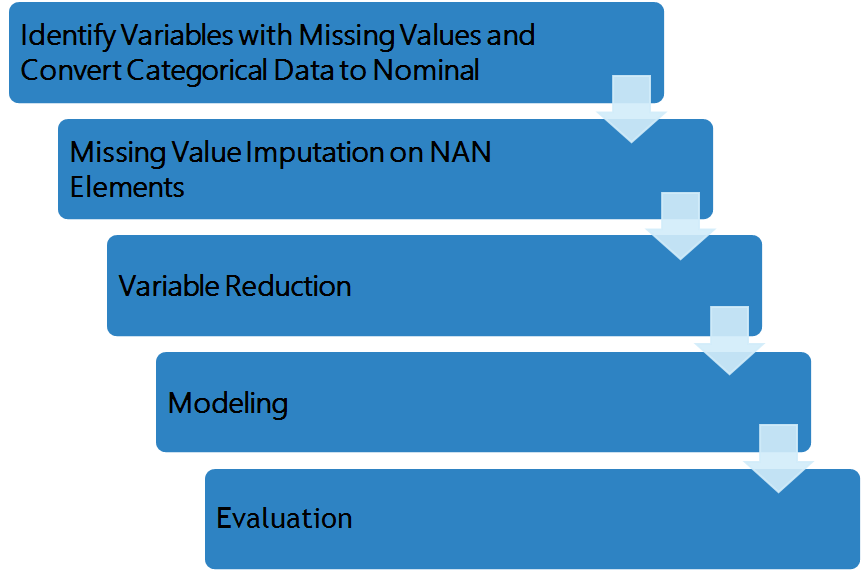 Identify Variables with Missing Values and
Convert Categorical Data to Nominal
Missing Value Imputation on NAN
Elements
Variable Reduction
Modeling
Evaluation